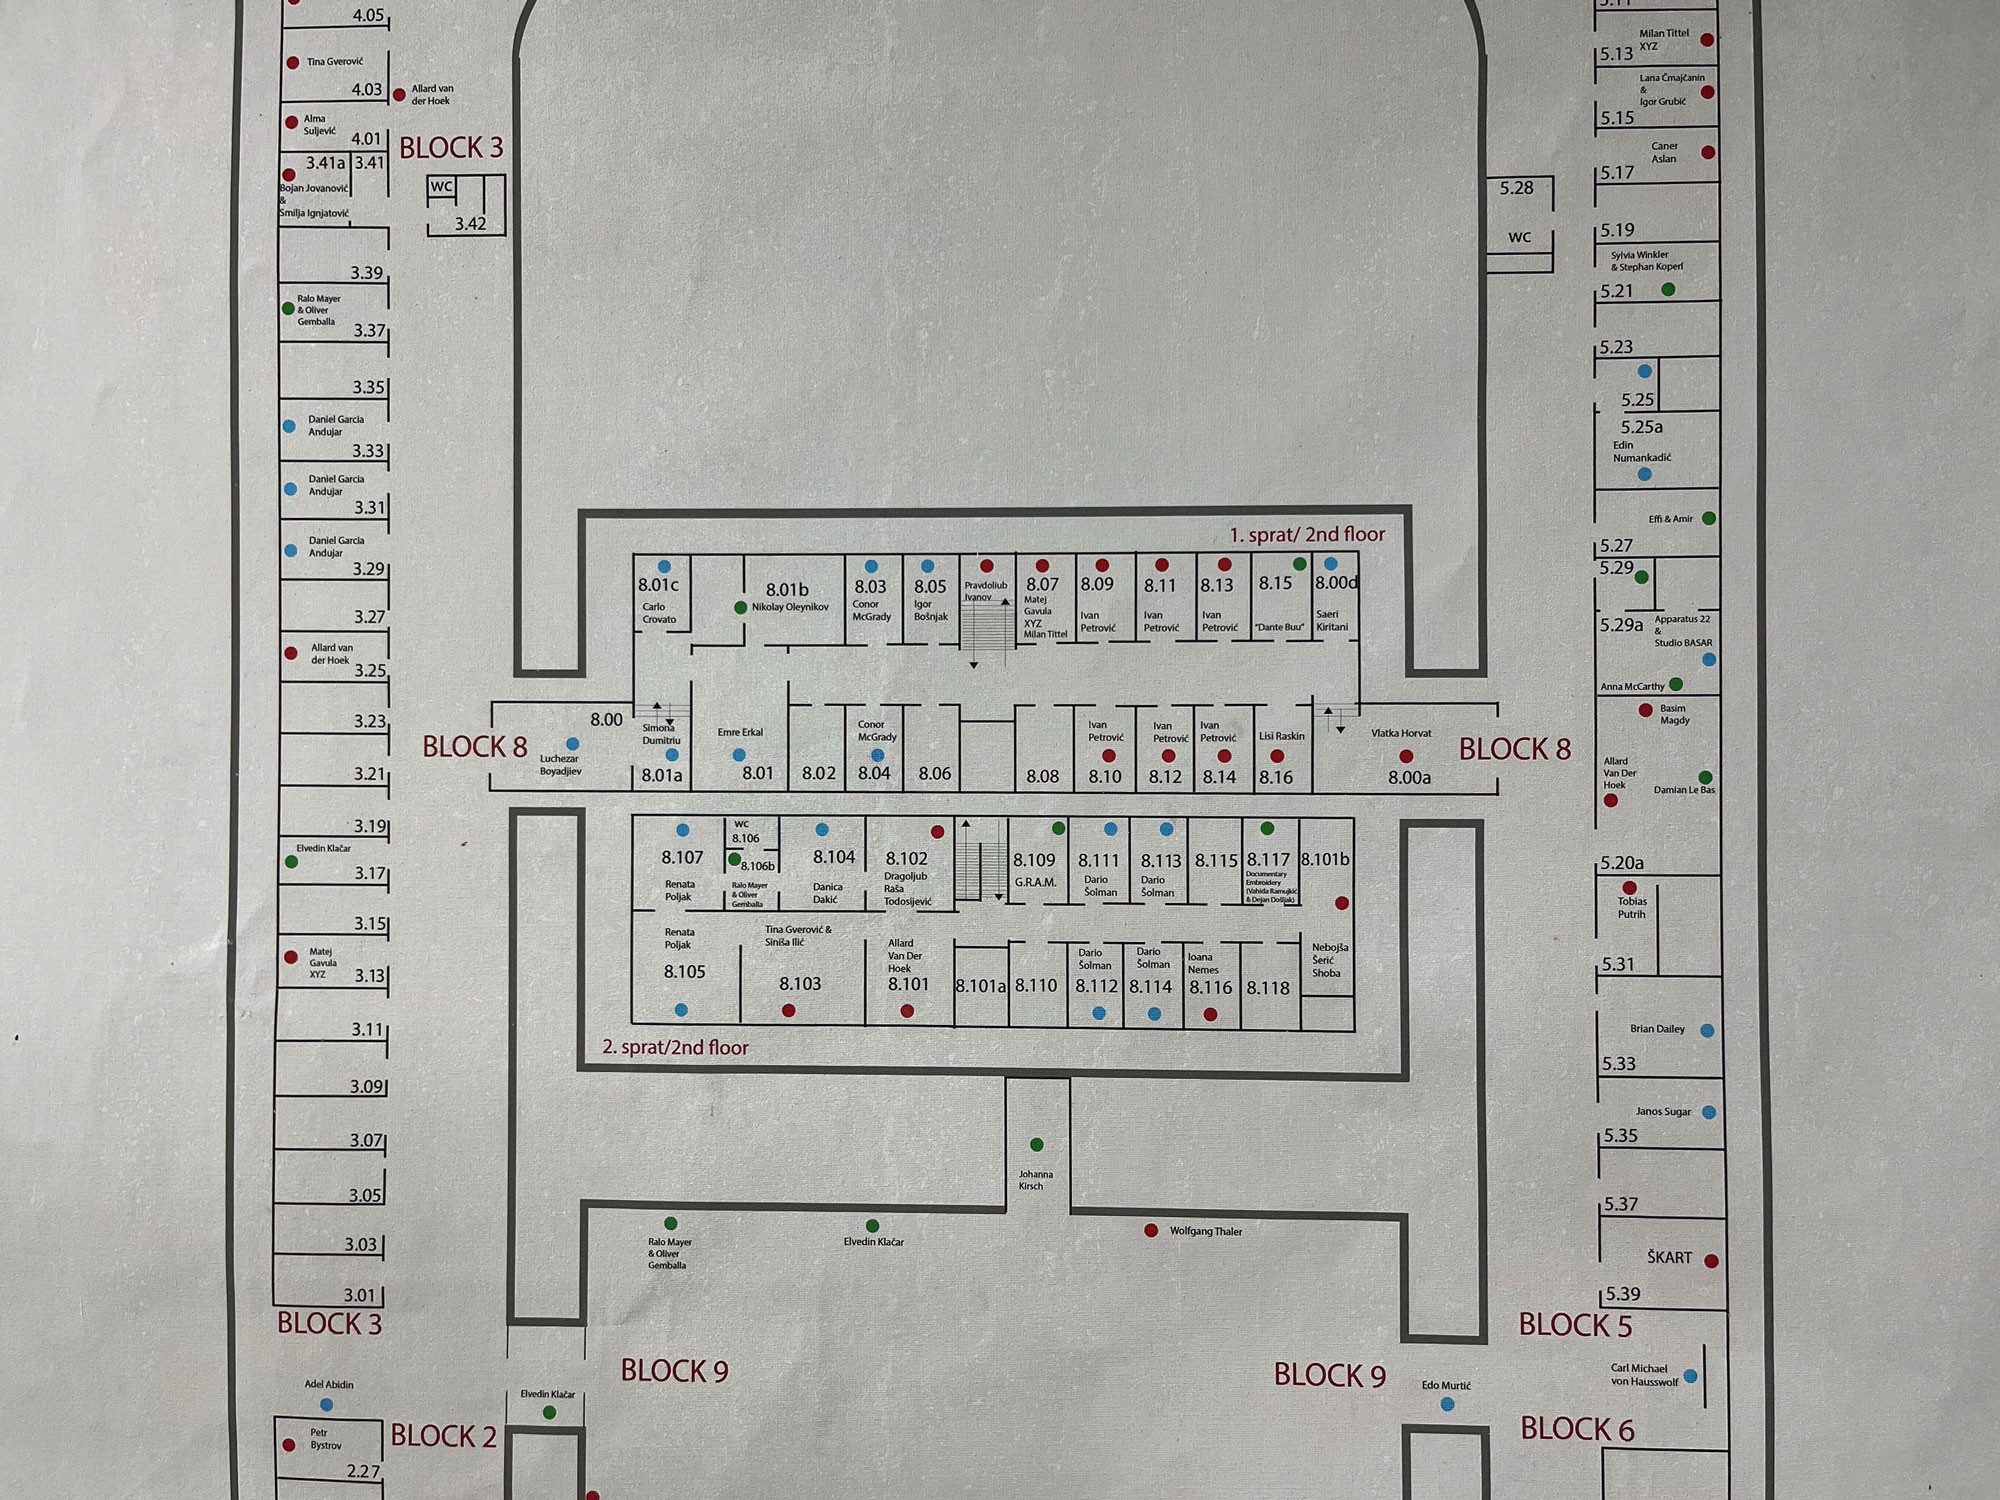 4.05
Tina Gverović
4.03
Allard van
der Hoek
Alma
Suljević
4.01
BLOCK 3
3.41a
3.41
Bojan Jovanović
&
Smilja Ignjatović
WC
3.42
3.39
Ralo Mayer
& Oliver
Gemballa
3.37
3.35
Daniel Garcia
Andujar
3.33
Daniel Garcia
Andujar
3.31
Daniel Garcia
Andujar
3.29
3.27
Allard van
der Hoek
3.25
3.23
3.21
3.19
Elvedin Klačar
3.17
3.15
Matej
Gavula
XYZ
3.13
3.11
3.09
3.07
3.05
3.03
3.01
BLOCK 3
Adel Abidin
Petr
Bystrov
BLOCK 2
2.27
1. sprat/ 2nd floor
8.01c
Carlo
Crovato
8.01b
Nikolay Oleynikov
8.03
Conor
McGrady
8.05
Igor
Bošnjak
Pravdoliub
Ivanov
8.07
Matej
Gavula
XYZ
Milan Tittel
8.09
Ivan
Petrović
8.11
Ivan
Petrović
8.13
Ivan
Petrović
8.15
"Dante Buu"
8.00d
Saeri
Kiritani
BLOCK 8
8.00
Luchezar
Boyadjiev
Simona
Dumitriu
8.01a
Emre Erkal
8.01
8.02
Conor
McGrady
8.04
8.06
8.08
Ivan
Petrović
8.10
Ivan
Petrović
8.12
Ivan
Petrović
8.14
Lisi Raskin
8.16
Vlatka Horvat
8.00a
BLOCK 8
8.107
Renata
Poljak
WC
8.106
8.106b
Ralo Mayer
& Oliver
Gemballa
8.104
Danica
Dakić
8.102
Dragoljub
Raša
Todosijević
8.109
G.R.A.M.
8.111
Dario
Šolman
8.113
Dario
Šolman
8.115
8.117
Documentary
Embroidery
(Vahida Ramujkić
& Dejan Došljak)
8.101b
Renata
Poljak
8.105
Tina Gverović &
Siniša Ilić
8.103
Allard
Van Der
Hoek
8.101
8.101a
8.110
Dario
Šolman
8.112
Dario
Šolman
8.114
Ioana
Nemes
8.116
8.118
Nebojša
Šerić
Shoba
2. sprat/2nd floor
Johanna
Kirsch
Ralo Mayer
& Oliver
Gemballa
Elvedin Klačar
Wolfgang Thaler
BLOCK 9
BLOCK 9
Elvedin Klačar
Edo Murtić
Milan Tittel
XYZ
5.13
Lana Čmajčanin
&
Igor Grubić
5.15
Caner
Aslan
5.17
5.28
WC
5.19
Sylvia Winkler
& Stephan Koperl
5.21
5.23
5.25
5.25a
Edin
Numankadić
Effi & Amir
5.27
5.29
5.29a
Apparatus 22
&
Studio BASAR
Anna McCarthy
Basim
Magdy
Allard
Van Der
Hoek
Damian Le Bas
5.20a
Tobias
Putrih
5.31
Brian Dailey
5.33
Janos Sugar
5.35
5.37
ŠKART
5.39
BLOCK 5
Carl Michael
von Hausswolf
BLOCK 6